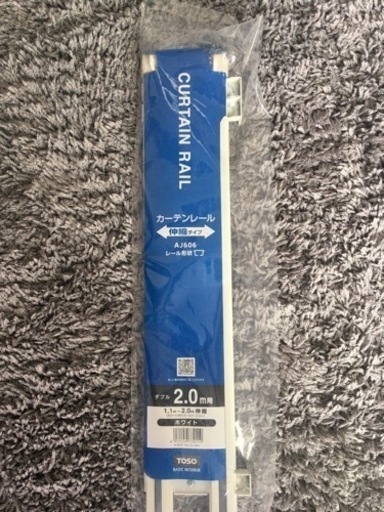 CURTAIN RAIL
カーテンレール
伸縮タイプ
AJ606
レール形状
ダブル 2.0m用
1.1m~2.0m伸縮
ホワイト
TOSO
BASIC INTERIOR